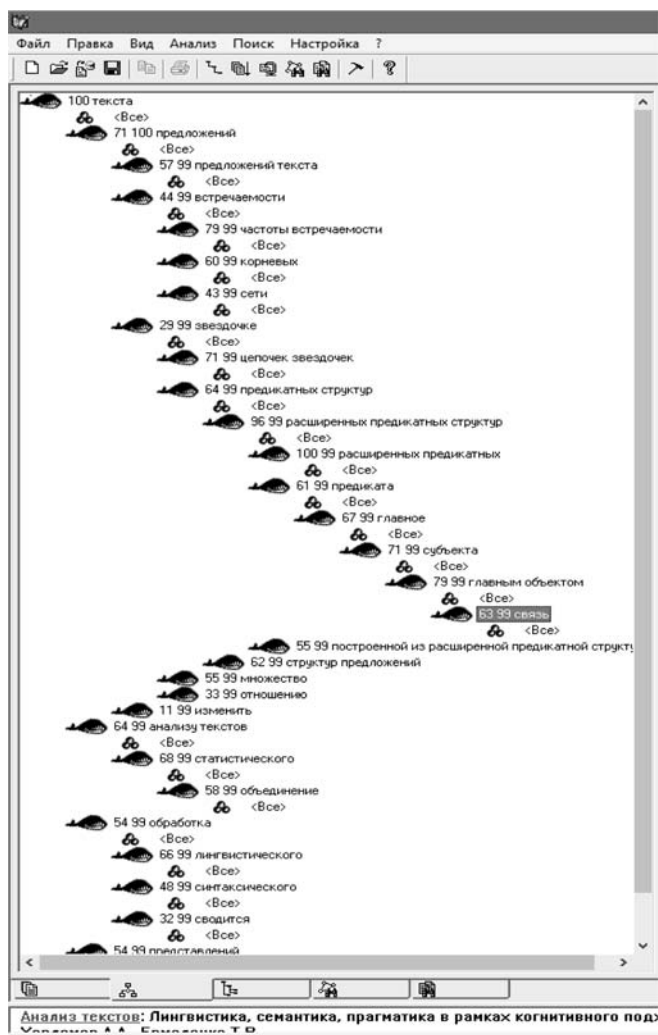 Файл Правка Вид Анализ Поиск Настройка ?
100 текста
<Все>
71 100 предложений
<Все>
57 99 предложений текста
<Все>
44 99 встречаемости
<Все>
79 99 частоты встречаемости
<Все>
60 99 корневых
<Все>
43 99 сети
<Все>
29 99 звездочке
<Все>
71 99 цепочек звездочек
<Все>
64 99 предикатных структур
<Все>
96 99 расширенных предикатных структур
<Все>
100 99 расширенных предикатных
<Все>
61 99 предиката
<Все>
67 99 главное
<Все>
71 99 субъекта
<Все>
79 99 главным объектом
<Все>
63 99 связь
<Все>
55 99 построенной из расширенной предикатной структу
62 99 структур предложений
55 99 множество
33 99 отношению
11 99 изменить
64 99 анализу текстов
<Все>
68 99 статистического
<Все>
58 99 объединение
<Все>
54 99 обработка
<Все>
66 99 лингвистического
<Все>
48 99 синтаксического
<Все>
32 99 сводится
<Все>
54 99 представлений
Анализ текстов: Лингвистика, семантика, прагматика в рамках когнитивного подх